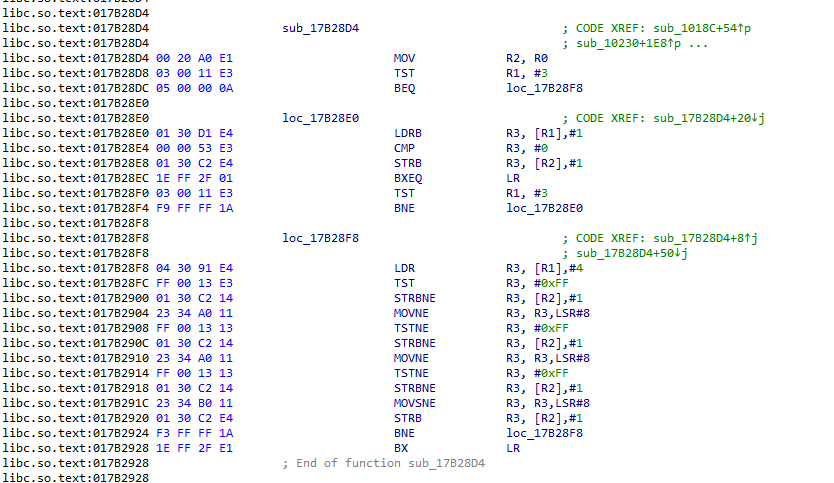 libc.so.text:017B28D4
libc.so.text:017B28D4
libc.so.text:017B28D4 sub_17B28D4 ; CODE XREF: sub_1018C+54↑p
libc.so.text:017B28D4 ; sub_10230+1E8↑p ...
libc.so.text:017B28D4 00 20 A0 E1 MOV R2, R0
libc.so.text:017B28D8 03 00 11 E3 TST R1, #3
libc.so.text:017B28DC 05 00 00 0A BEQ loc_17B28F8
libc.so.text:017B28E0
libc.so.text:017B28E0 loc_17B28E0 ; CODE XREF: sub_17B28D4+20↓j
libc.so.text:017B28E0 01 30 D1 E4 LDRB R3, [R1],#1
libc.so.text:017B28E4 00 00 53 E3 CMP R3, #0
libc.so.text:017B28E8 01 30 C2 E4 STRB R3, [R2],#1
libc.so.text:017B28EC 1E FF 2F 01 BXEQ LR
libc.so.text:017B28F0 03 00 11 E3 TST R1, #3
libc.so.text:017B28F4 F9 FF FF 1A BNE loc_17B28E0
libc.so.text:017B28F8
libc.so.text:017B28F8 loc_17B28F8 ; CODE XREF: sub_17B28D4+8↑j
libc.so.text:017B28F8 ; sub_17B28D4+50↓j
libc.so.text:017B28F8 04 30 91 E4 LDR R3, [R1],#4
libc.so.text:017B28FC FF 00 13 E3 TST R3, #0xFF
libc.so.text:017B2900 01 30 C2 14 STRBNE R3, [R2],#1
libc.so.text:017B2904 23 34 A0 11 MOVNE R3, R3,LSR#8
libc.so.text:017B2908 FF 00 13 13 TSTNE R3, #0xFF
libc.so.text:017B290C 01 30 C2 14 STRBNE R3, [R2],#1
libc.so.text:017B2910 23 34 A0 11 MOVNE R3, R3,LSR#8
libc.so.text:017B2914 FF 00 13 13 TSTNE R3, #0xFF
libc.so.text:017B2918 01 30 C2 14 STRBNE R3, [R2],#1
libc.so.text:017B291C 23 34 B0 11 MOVSNE R3, R3,LSR#8
libc.so.text:017B2920 01 30 C2 E4 STRB R3, [R2],#1
libc.so.text:017B2924 F3 FF FF 1A BNE loc_17B28F8
libc.so.text:017B2928 1E FF 2F E1 BX LR
libc.so.text:017B2928 ; End of function sub_17B28D4
libc.so.text:017B2928